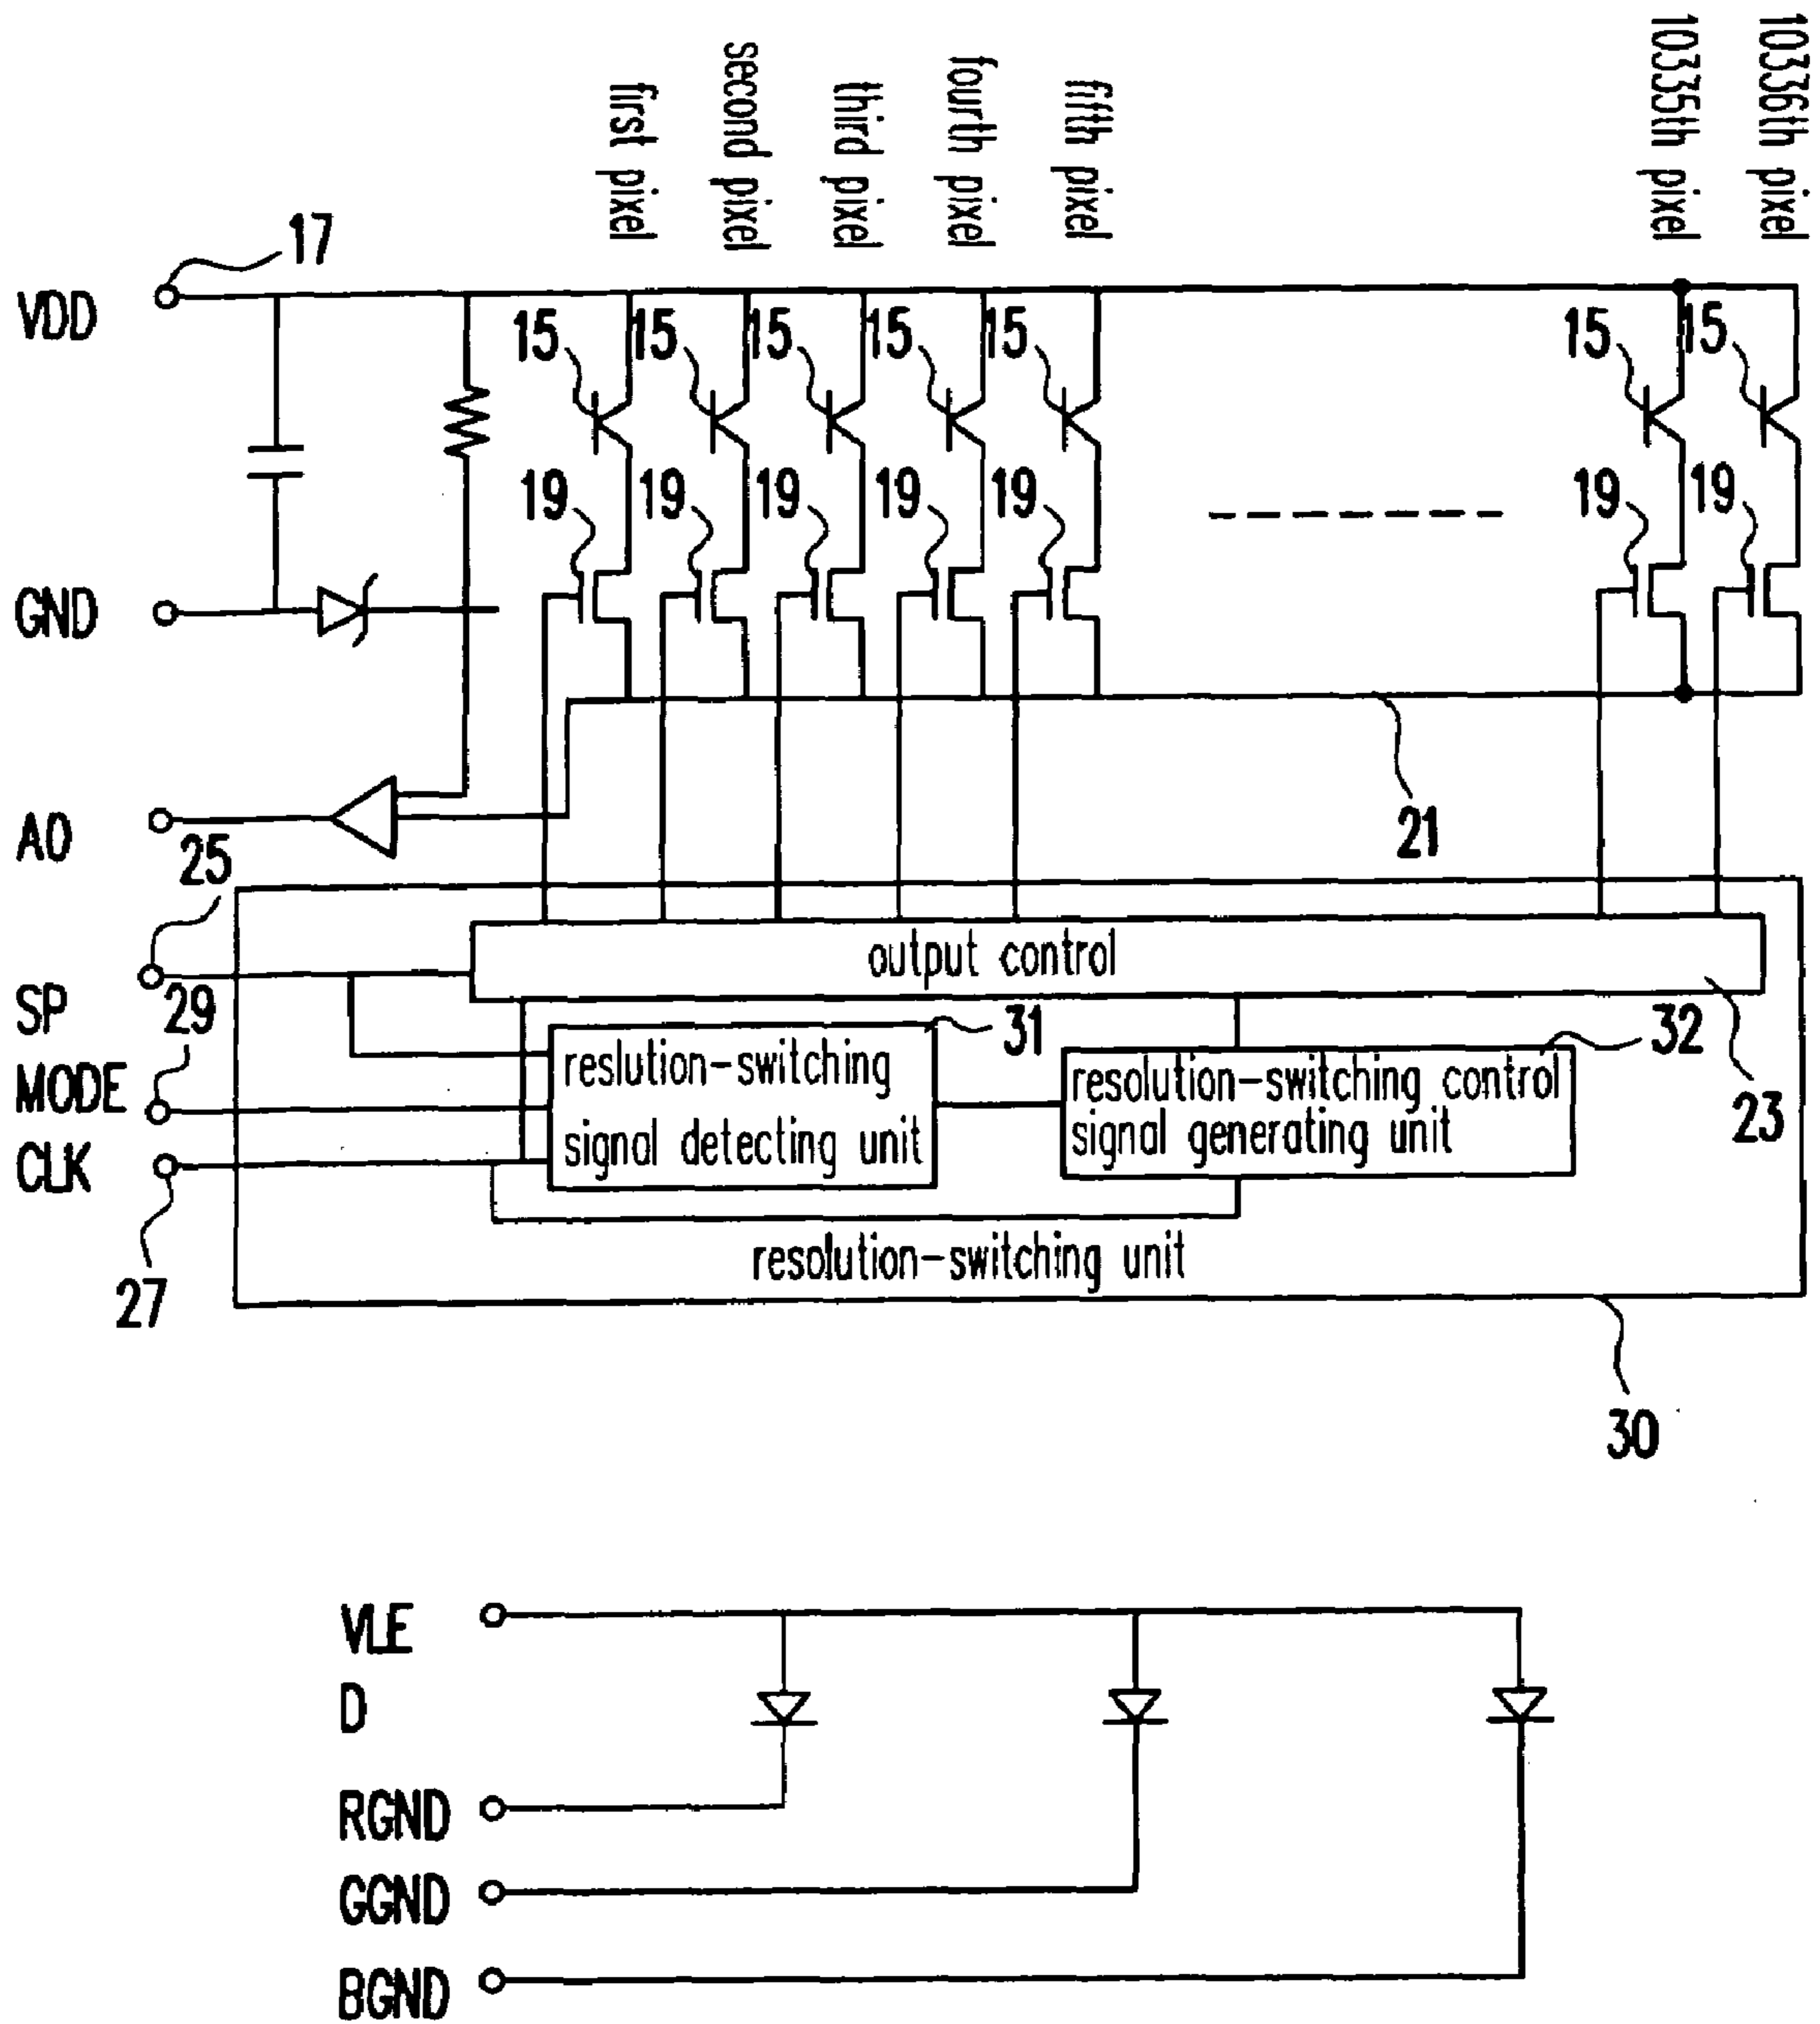 first pixel
second pixel
third pixel
fourth pixel
fifth pixel
10335th pixel
10336th pixel
17
VDD
15
15
15
15
15
15
15
19
19
19
19
19
19
19
GND
AO
21
25
output control
SP
29
31
32
reslution-switching
signal detecting unit
resolution-switching control
signal generating unit
23
MODE
CLK
27
resolution-switching unit
30
VLE
D
RGND
GGND
BGND